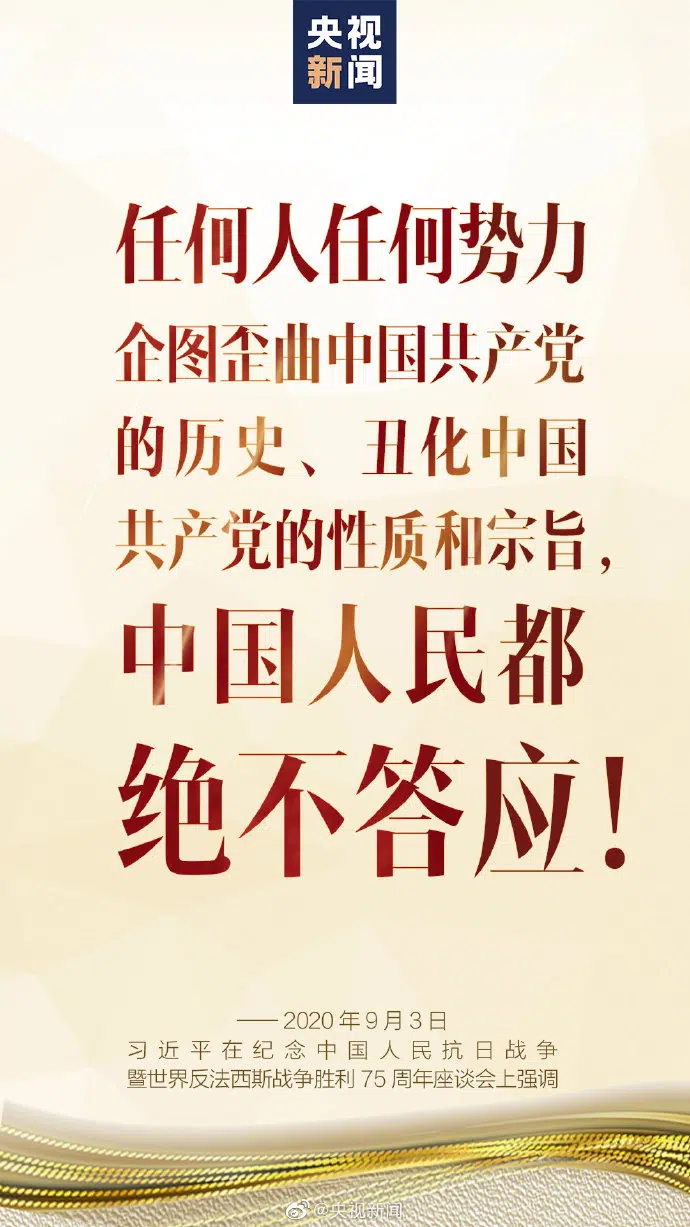 央视
新闻
任何人任何势力
企图歪曲中国共产党
的历史、丑化中国
共产党的性质和宗旨，
中国人民都
绝不答应！
——2020年9月3日
习近平在纪念中国人民抗日战争
暨世界反法西斯战争胜利75周年座谈会上强调
@央视新闻